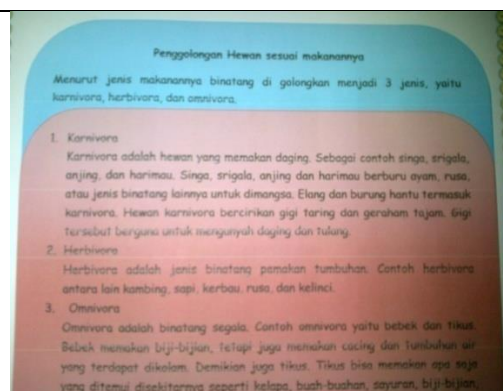 Penggolongan Hewan sesuai makanannya
Menurut jenis makanannya binatang di golongkan menjadi 3 jenis, yaitu
karnivora, herbivora, dan omnivora.
1. Karnivora
Karnivora adalah hewan yang memakan daging. Sebagai contoh singa, srigala,
anjing, dan harimau. Singa, srigala, anjing dan harimau berburu ayam, rusa,
atau jenis binatang lainnya untuk dimangsa. Elang dan burung hantu termasuk
karnivora. Hewan karnivora bercirikan gigi taring dan geraham tajam. Gigi
tersebut berguna untuk mengunyah daging dan tulang.
2. Herbivora
Herbivora adalah jenis binatang pemakan tumbuhan. Contoh herbivora
antara lain kambing, sapi, kerbau, rusa, dan kelinci.
3. Omnivora
Omnivora adalah binatang segala. Contoh omnivora yaitu bebek dan tikus.
Bebek memakan biji-bijian, tetapi juga memakan cacing dan tumbuhan air
yang terdapat dikolam. Demikian juga tikus. Tikus bisa memakan apa saja
yang ditemui disekitarnya seperti kelapa, buah-buahan, sayuran, biji-bijian,